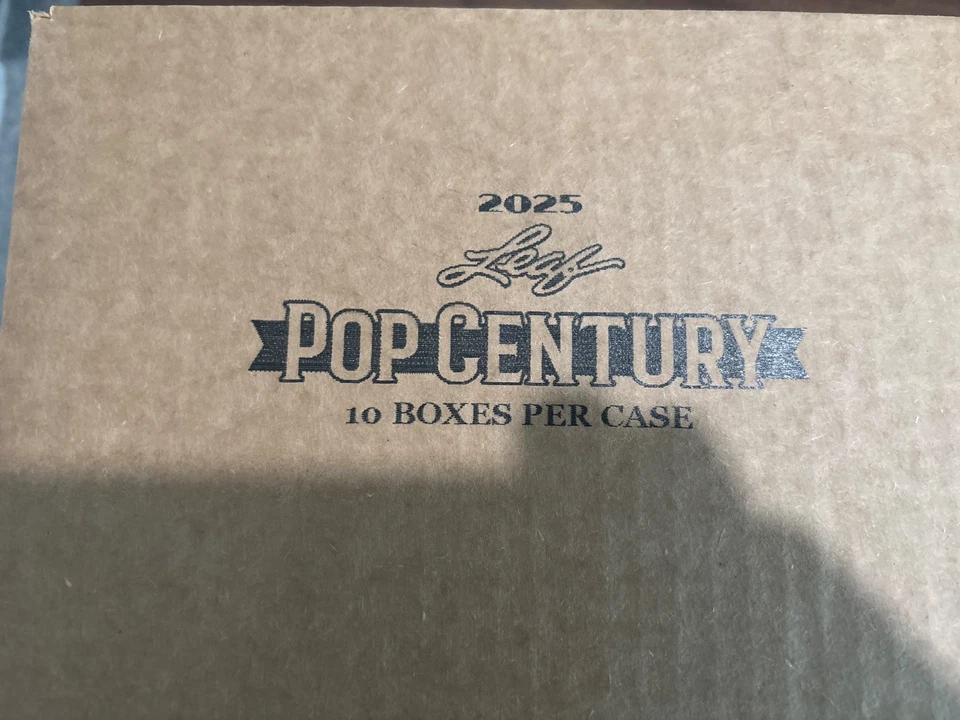 2025
Leaf
POP CENTURY
10 BOXES PER CASE